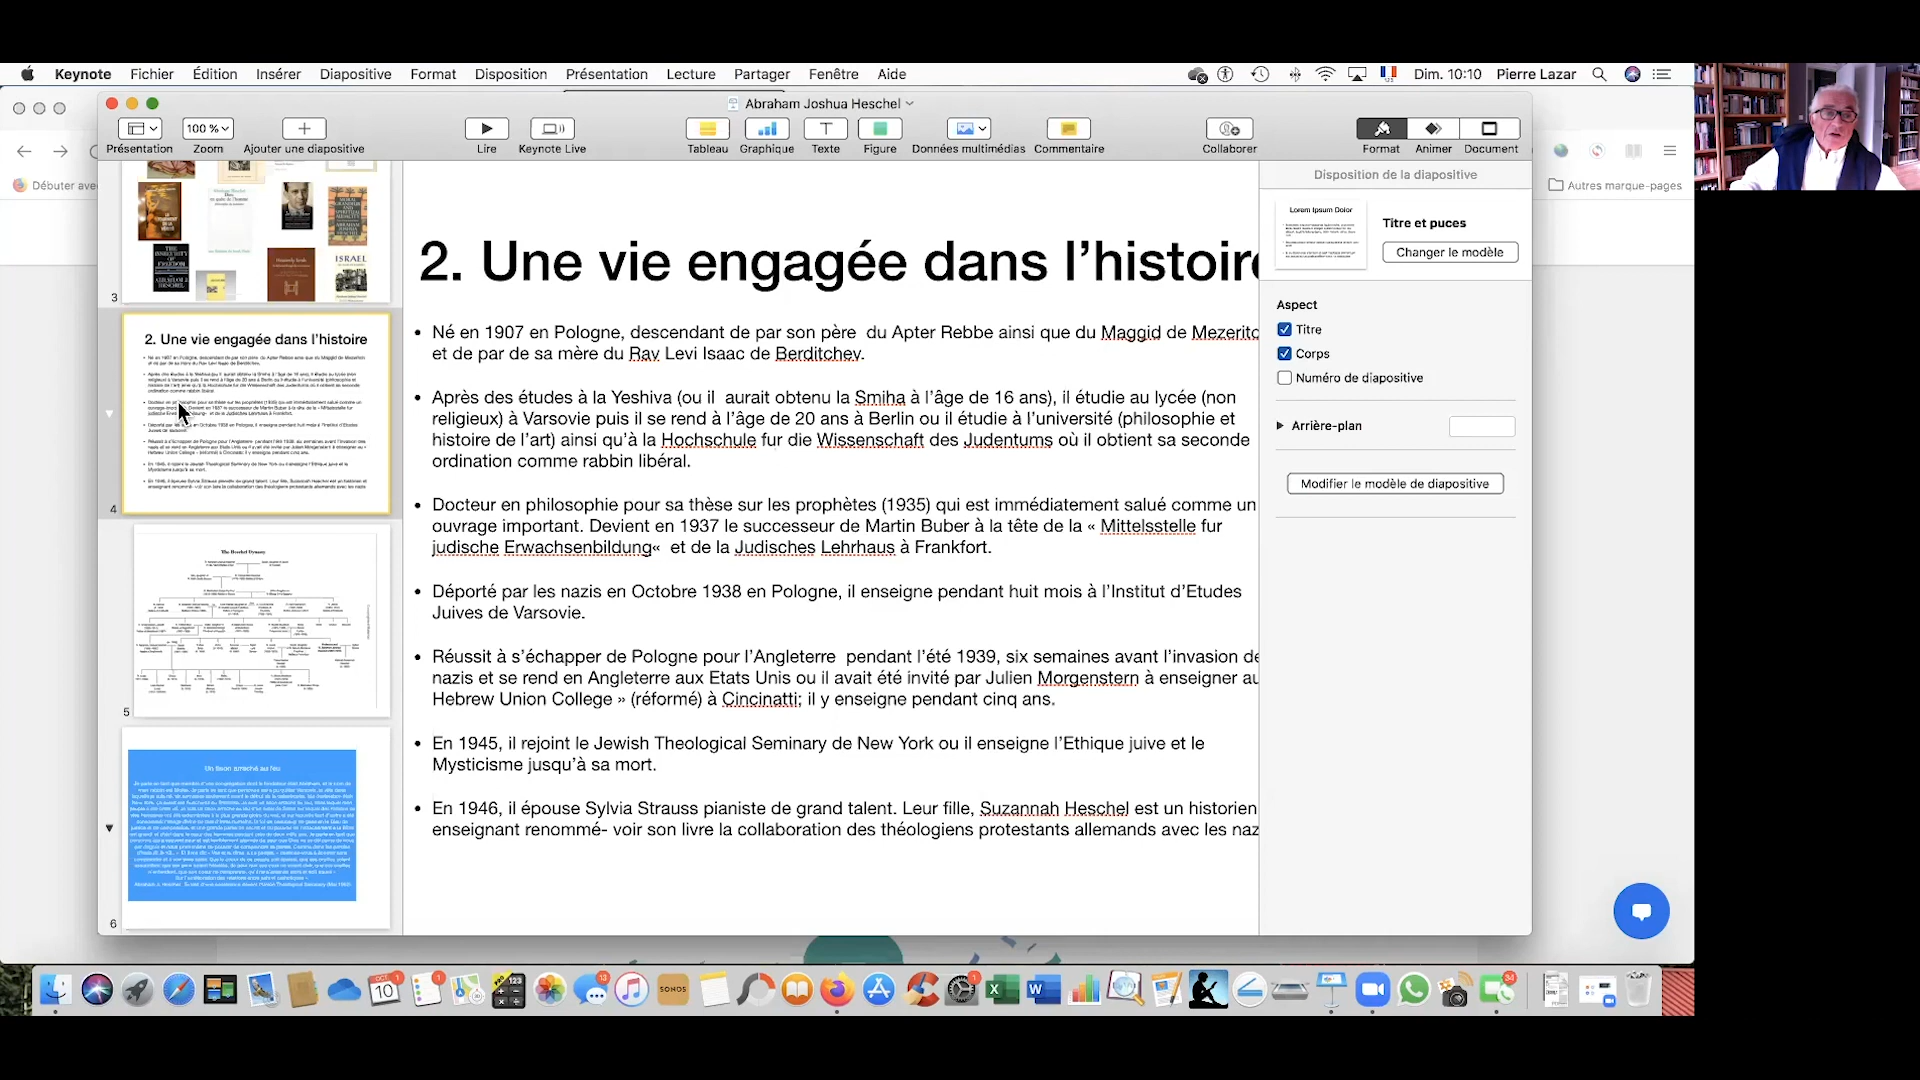 Keynote Fichier Édition Insérer Diapositive Format Disposition Présentation Lecture Partager Fenêtre Aide Dim. 10:10 Pierre Lazar
Abraham Joshua Heschel
100 %
Présentation Zoom Ajouter une diapositive Lire Keynote Live Tableau Graphique Texte Figure Données multimédias Commentaire Collaborer Format Animer Document
Débuter ave
Autres marque-pages
3
ISRAEL
2. Une vie engagée dans l'histoire
4
The Heschel Dynasty
5
Un tison arraché au feu
6
2. Une vie engagée dans l'histoire
• Né en 1907 en Pologne, descendant de par son père du Apter Rebbe ainsi que du Maggid de Mezeritc
et de par de sa mère du Rav Levi Isaac de Berditchev.
• Après des études à la Yeshiva (ou il aurait obtenu la Smiha à l'âge de 16 ans), il étudie au lycée (non
religieux) à Varsovie puis il se rend à l'âge de 20 ans à Berlin ou il étudie à l'université (philosophie et
histoire de l'art) ainsi qu'à la Hochschule fur die Wissenschaft des Judentums où il obtient sa seconde
ordination comme rabbin libéral.
• Docteur en philosophie pour sa thèse sur les prophètes (1935) qui est immédiatement salué comme un
ouvrage important. Devient en 1937 le successeur de Martin Buber à la tête de la « Mittelsstelle fur
judische Erwachsenbildung« et de la Judisches Lehrhaus à Frankfort.
• Déporté par les nazis en Octobre 1938 en Pologne, il enseigne pendant huit mois à l'Institut d'Etudes
Juives de Varsovie.
• Réussit à s'échapper de Pologne pour l'Angleterre pendant l'été 1939, six semaines avant l'invasion de
nazis et se rend en Angleterre aux Etats Unis ou il avait été invité par Julien Morgenstern à enseigner au
Hebrew Union College » (réformé) à Cincinatti; il y enseigne pendant cinq ans.
• En 1945, il rejoint le Jewish Theological Seminary de New York ou il enseigne l'Ethique juive et le
Mysticisme jusqu'à sa mort.
• En 1946, il épouse Sylvia Strauss pianiste de grand talent. Leur fille, Suzannah Heschel est un historien
enseignant renommé- voir son livre la collaboration des théologiens protestants allemands avec les naz
Disposition de la diapositive
Lorem Ipsum Dolor
Titre et puces
Changer le modèle
Aspect
Titre
Corps
Numéro de diapositive
Arrière-plan
Modifier le modèle de diapositive
OCT
10
SONOS